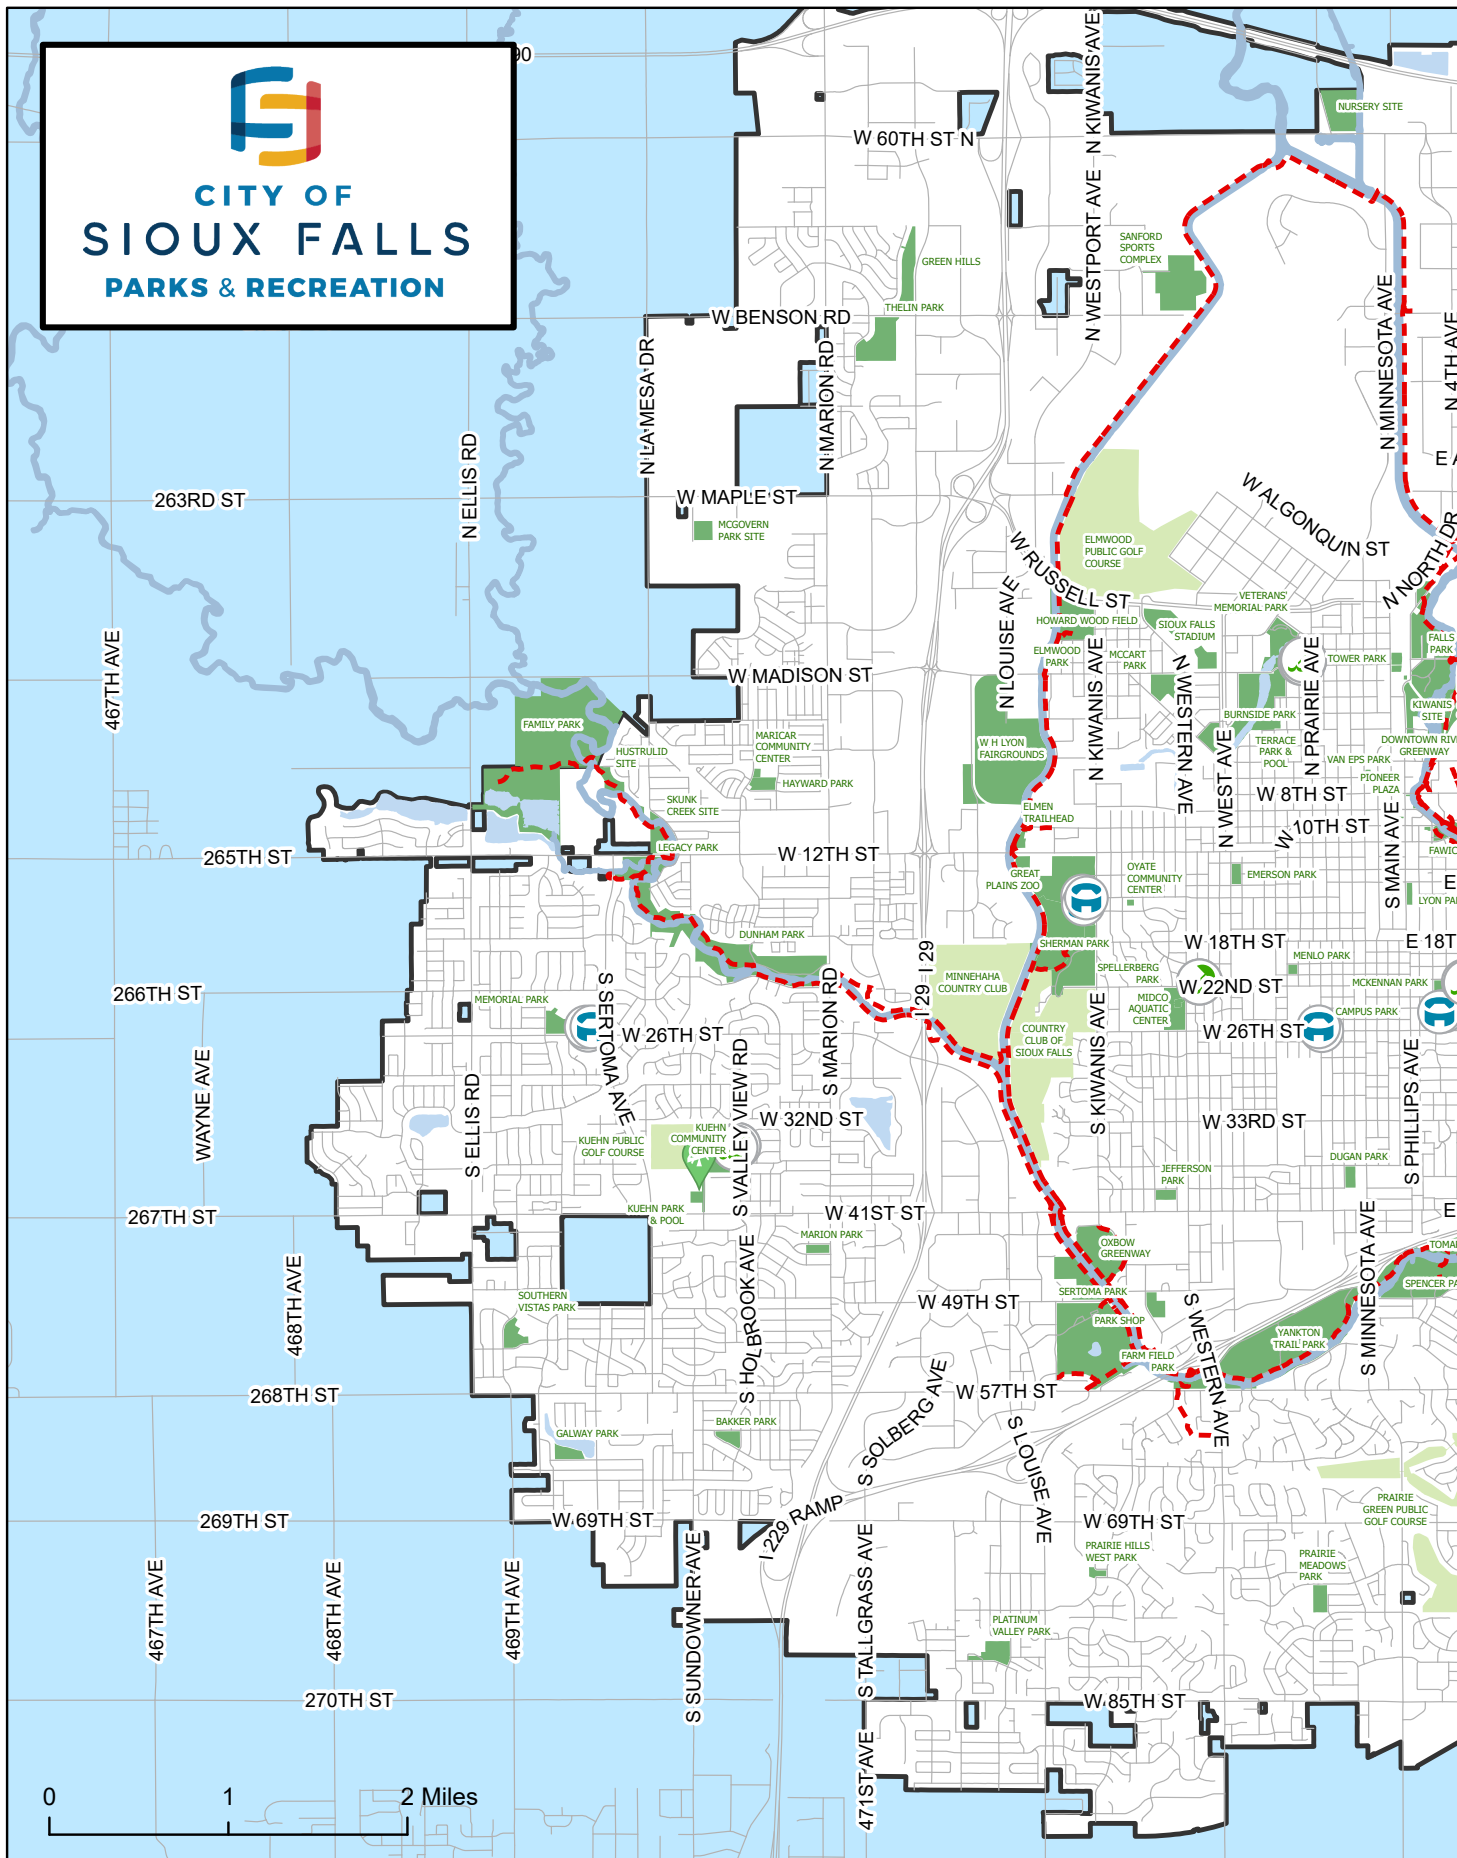 90
CITY OF
SIOUX FALLS
PARKS & RECREATION
N KIWANIS AVE
NURSERY SITE
W 60TH ST N
N WESTPORT AVE
SANFORD
SPORTS
COMPLEX
GREEN HILLS
THELIN PARK
W BENSON RD
N LA MESA DR
N MARION RD
N MINNESOTA AVE
N 4TH AVE
N ELLIS RD
263RD ST
W MAPLE ST
MCGOVERN
PARK SITE
E A
W ALGONQUIN ST
ELMWOOD
PUBLIC GOLF
COURSE
W RUSSELL ST
N NORTH DR
N LOUISE AVE
VETERANS'
MEMORIAL PARK
HOWARD WOOD FIELD
SIOUX FALLS
STADIUM
467TH AVE
ELMWOOD
PARK
MCCART
PARK
TOWER PARK
FALLS
PARK
W MADISON ST
N KIWANIS AVE
N WESTERN AVE
N PRAIRIE AVE
FAMILY PARK
HUSTRULID
SITE
MARICAR
COMMUNITY
CENTER
HAYWARD PARK
W H LYON
FAIRGROUNDS
BURNSIDE PARK
KIWANIS
SITE
TERRACE
PARK &
POOL
DOWNTOWN RIV
GREENWAY
VAN EPS PARK
PIONEER
PLAZA
N WEST AVE
W 8TH ST
SKUNK
CREEK SITE
ELMEN
TRAILHEAD
W 10TH ST
S MAIN AVE
LEGACY PARK
265TH ST
W 12TH ST
FAWIC
GREAT
PLAINS ZOO
OYATE
COMMUNITY
CENTER
EMERSON PARK
E
LYON PA
DUNHAM PARK
SHERMAN PARK
W 18TH ST
E 18T
MENLO PARK
I 29
I 29
MINNEHAHA
COUNTRY CLUB
SPELLERBERG
PARK
W 22ND ST
MCKENNAN PARK
266TH ST
MEMORIAL PARK
S SERTOMA AVE
W 26TH ST
S MARION RD
MIDCO
AQUATIC
CENTER
CAMPUS PARK
W 26TH ST
COUNTRY
CLUB OF
SIOUX FALLS
S KIWANIS AVE
S PHILLIPS AVE
WAYNE AVE
S ELLIS RD
S VALLEY VIEW RD
W 32ND ST
W 33RD ST
KUEHN PUBLIC
GOLF COURSE
KUEHN
COMMUNITY
CENTER
DUGAN PARK
JEFFERSON
PARK
KUEHN PARK
& POOL
267TH ST
W 41ST ST
E
MARION PARK
OXBOW
GREENWAY
S MINNESOTA AVE
TOMA
468TH AVE
S HOLBROOK AVE
SERTOMA PARK
SPENCER PA
SOUTHERN
VISTAS PARK
W 49TH ST
PARK SHOP
S WESTERN AVE
YANKTON
TRAIL PARK
FARM FIELD
PARK
268TH ST
W 57TH ST
S SOLBERG AVE
BAKKER PARK
GALWAY PARK
S LOUISE AVE
269TH ST
W 69TH ST
I 229 RAMP
W 69TH ST
PRAIRIE
GREEN PUBLIC
GOLF COURSE
PRAIRIE HILLS
WEST PARK
PRAIRIE
MEADOWS
PARK
467TH AVE
468TH AVE
469TH AVE
S SUNDOWNER AVE
S TALLGRASS AVE
PLATINUM
VALLEY PARK
270TH ST
W 85TH ST
471ST AVE
0 1 2 Miles